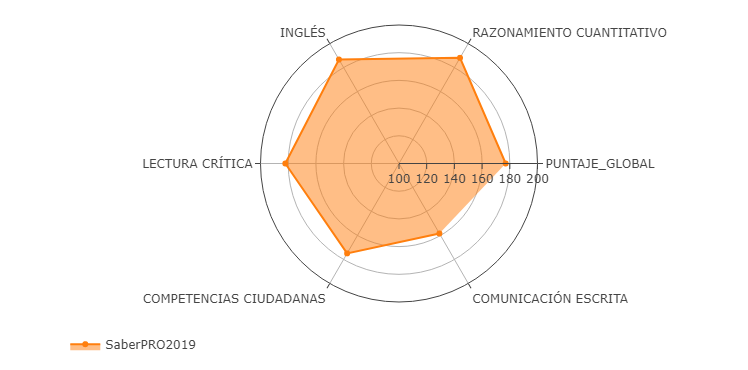 INGLÉS
RAZONAMIENTO CUANTITATIVO
LECTURA CRÍTICA
PUNTAJE_GLOBAL
100 120 140 160 180 200
COMPETENCIAS CIUDADANAS
COMUNICACIÓN ESCRITA
SaberPRO2019